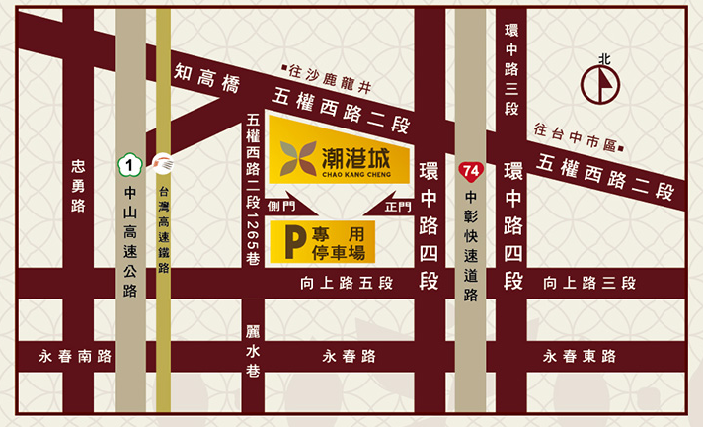 環中路三段
北
知高橋
往沙鹿龍井
五權西路二段
往台中市區
五權西路二段
五權西路二段1265巷
潮港城
CHAO KANG CHENG
忠勇路
1
中山高速公路
台灣高速鐵路
側門
正門
P 專用
停車場
環中路四段
74
中彰快速道路
環中路四段
向上路五段
向上路三段
麗水巷
永春南路
永春路
永春東路